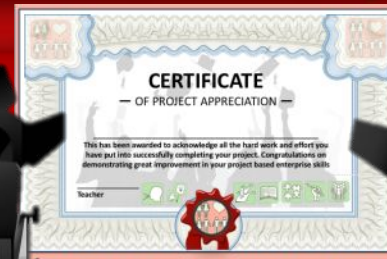 CERTIFICATE
— OF PROJECT APPRECIATION —
This has been awarded to acknowledge all the hard work and effort you
have put into successfully completing your project. Congratulations on
demonstrating great improvement in your project based enterprise skills
Teacher